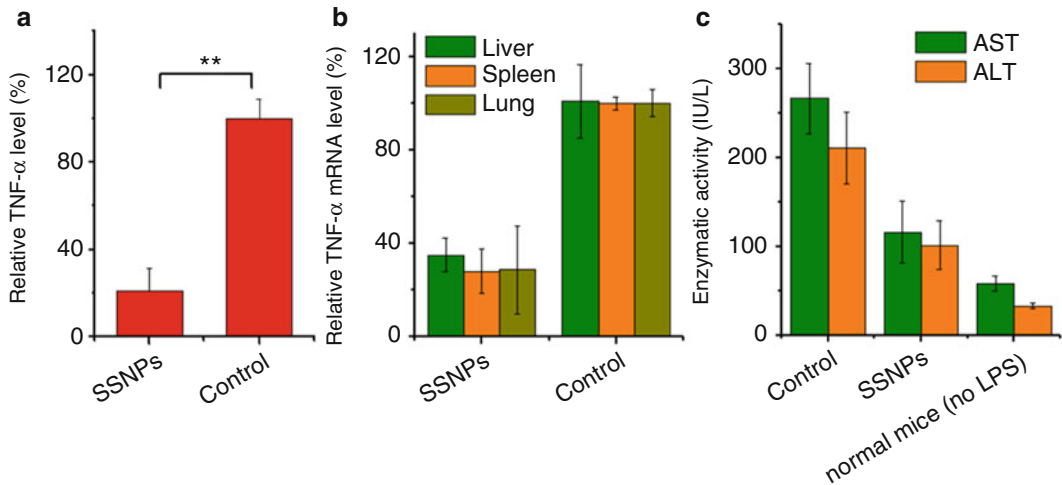 a
Relative TNF-α level (%)
120
80
40
0
**
SSNPs
Control
b
Relative TNF-α mRNA level (%)
120
80
40
0
Liver
Spleen
Lung
SSNPs
Control
c
Enzymatic activity (IU/L)
300
200
100
0
AST
ALT
Control
SSNPs
normal mice (no LPS)